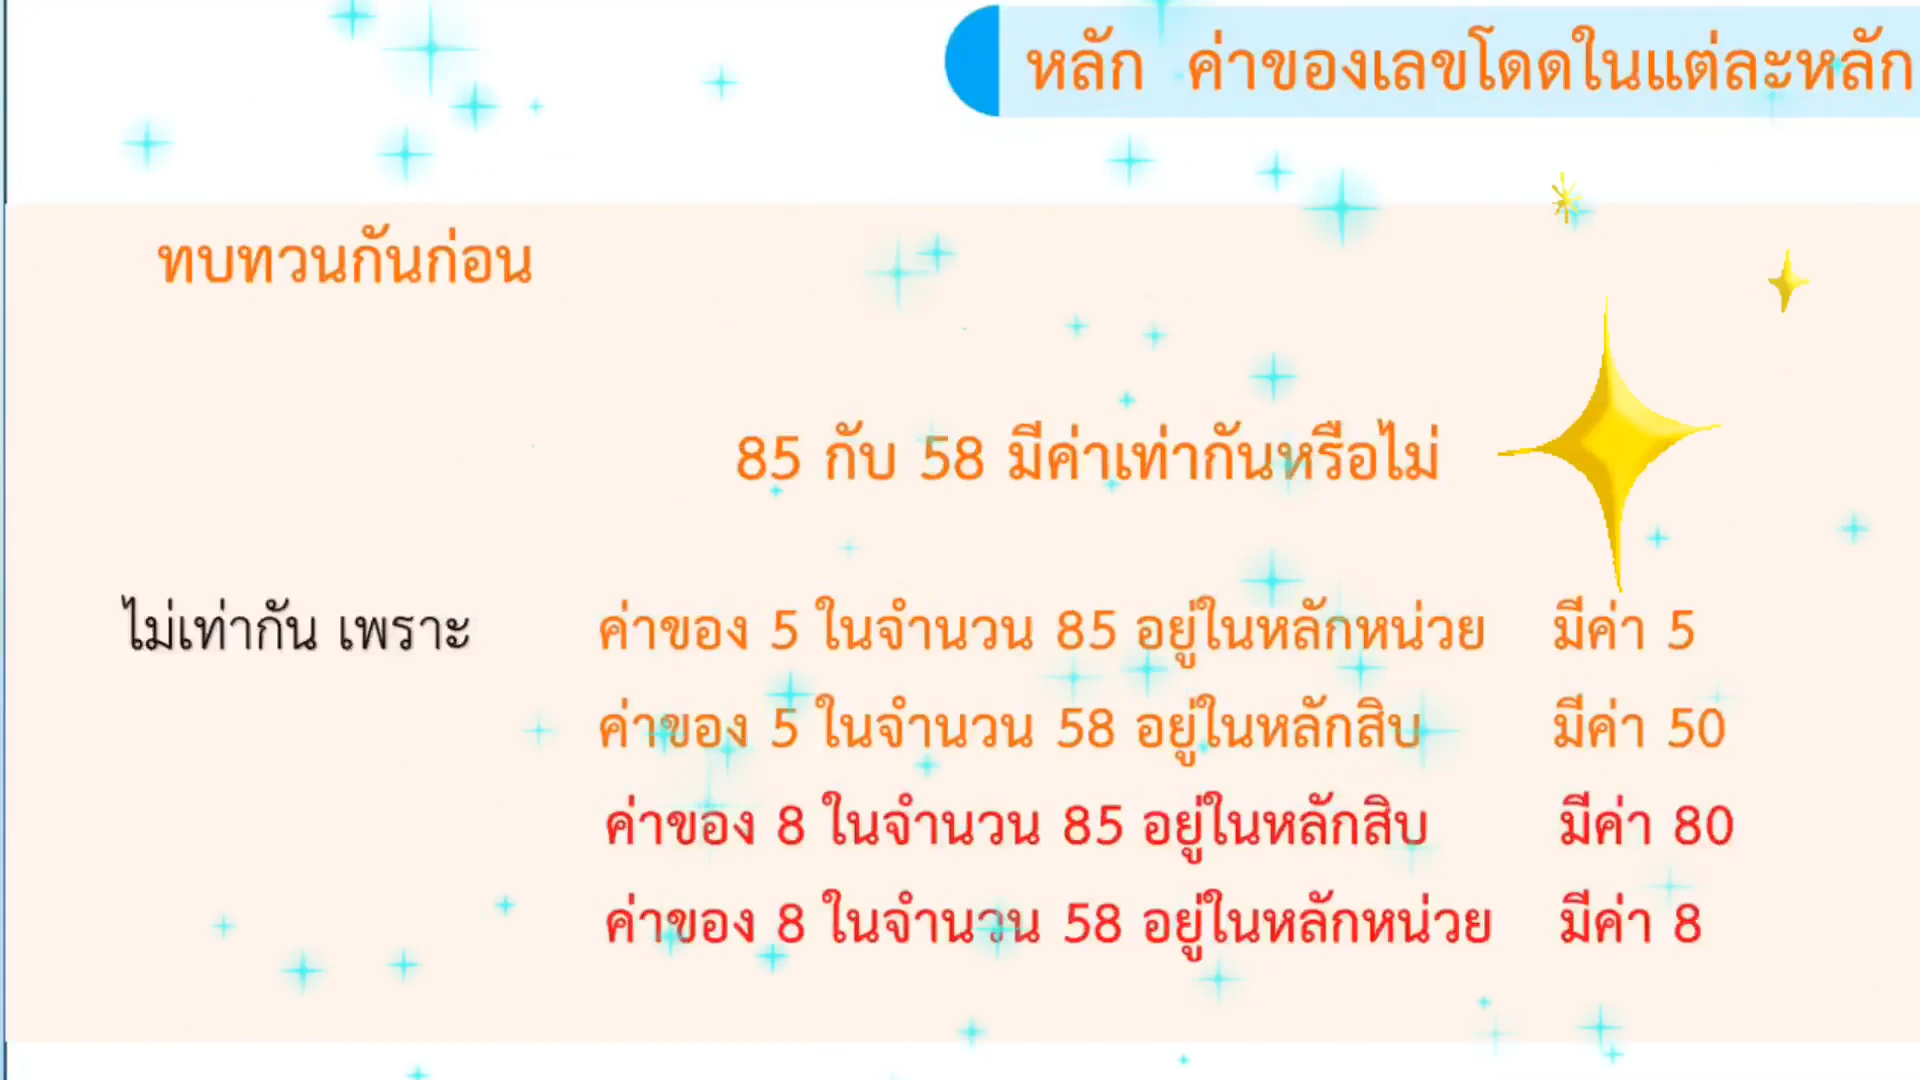 หลัก ค่าของเลขโดดในแต่ละหลัก
ทบทวนกันก่อน
85 กับ 58 มีค่าเท่ากันหรือไม่
ไม่เท่ากัน เพราะ ค่าของ 5 ในจำนวน 85 อยู่ในหลักหน่วย มีค่า 5
ค่าของ 5 ในจำนวน 58 อยู่ในหลักสิบ มีค่า 50
ค่าของ 8 ในจำนวน 85 อยู่ในหลักสิบ มีค่า 80
ค่าของ 8 ในจำนวน 58 อยู่ในหลักหน่วย มีค่า 8